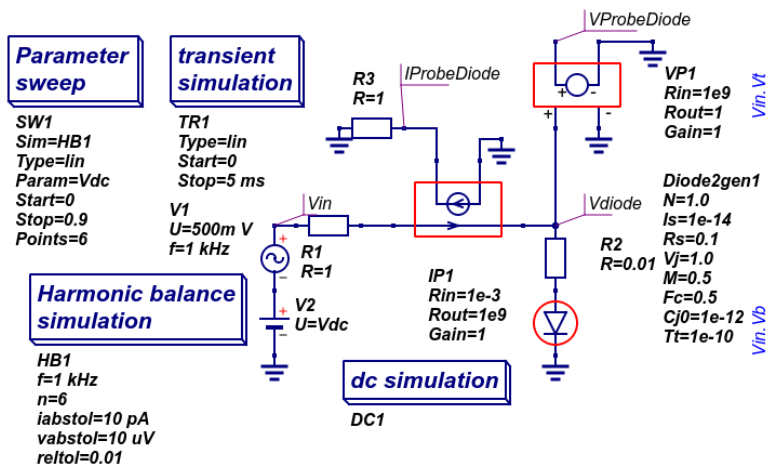 Parameter
sweep
SW1
Sim=HB1
Type=lin
Param=Vdc
Start=0
Stop=0.9
Points=6
transient
simulation
TR1
Type=lin
Start=0
Stop=5 ms
V1
U=500m V
f=1 kHz
Vin
R1
R=1
V2
U=Vdc
R3
R=1
IProbeDiode
IP1
Rin=1e-3
Rout=1e9
Gain=1
VProbeDiode
VP1
Rin=1e9
Rout=1
Gain=1
Vin.Vt
Vdiode
R2
R=0.01
Diode2gen1
N=1.0
Is=1e-14
Rs=0.1
Vj=1.0
M=0.5
Fc=0.5
Cj0=1e-12
Tt=1e-10
Vin.Vb
Harmonic balance
simulation
HB1
f=1 kHz
n=6
iabstol=10 pA
vabstol=10 uV
reltol=0.01
dc simulation
DC1